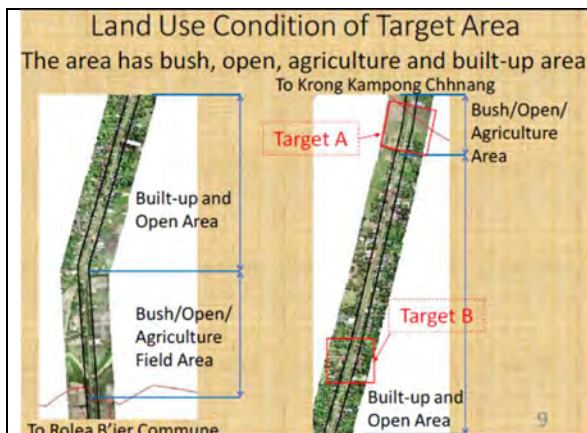 Land Use Condition of Target Area
The area has bush, open, agriculture and built-up area
To Krong Kampong Chhnang
Target A
Bush/Open/
Agriculture
Area
Built-up and
Open Area
Bush/Open/
Agriculture
Field Area
Target B
Built-up and
Open Area
To Rolea B'ier Commune
9